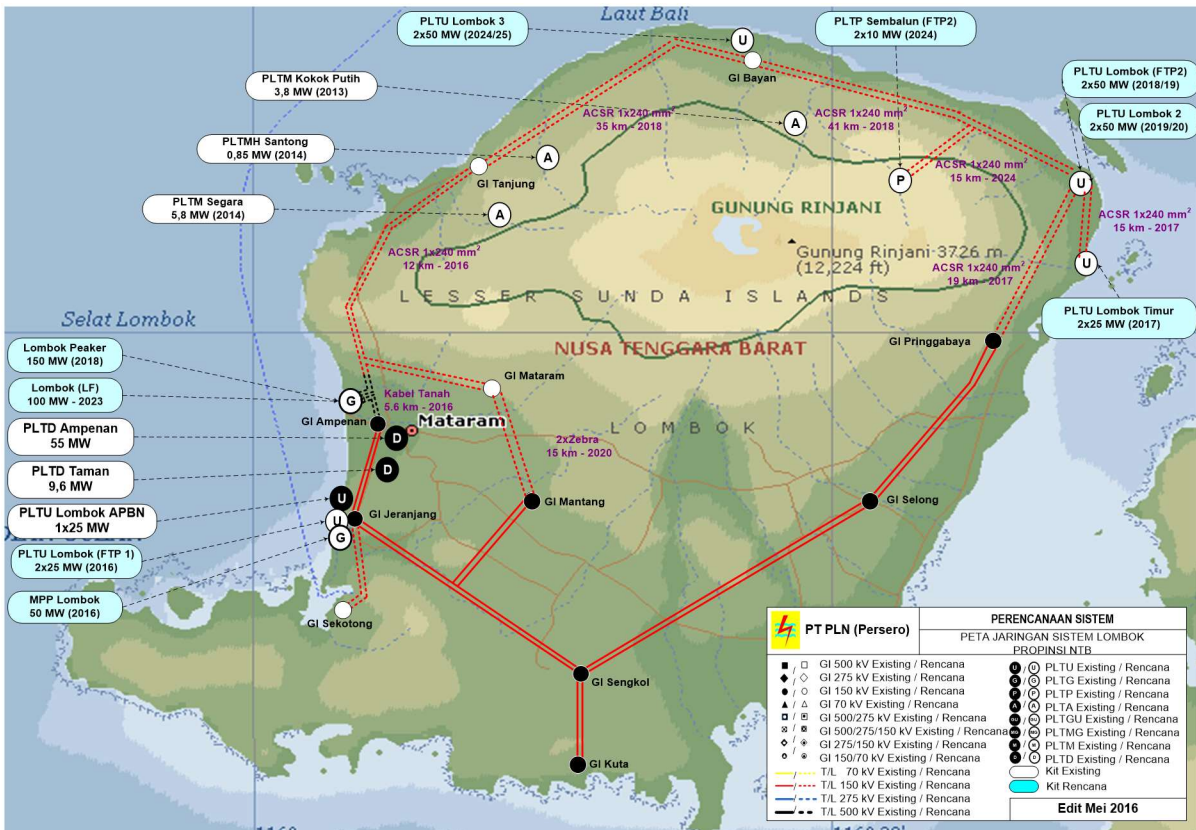 Laut Bali
PLTU Lombok 3
2x50 MW (2024/25)
U
GI Bayan
PLTP Sembalun (FTP2)
2x10 MW (2024)
PLTU Lombok (FTP2)
2x50 MW (2018/19)
PLTU Lombok 2
2x50 MW (2019/20)
PLTM Kokok Putih
3,8 MW (2013)
ACSR 1x240 mm²
35 km - 2018
A
ACSR 1x240 mm²
41 km - 2018
PLTMH Santong
0,85 MW (2014)
A
GI Tanjung
ACSR 1x240 mm²
15 km - 2024
P
U
PLTM Segara
5,8 MW (2014)
A
GUNUNG RINJANI
ACSR 1x240 mm²
15 km - 2017
Gunung Rinjani 3726 m
(12,224 ft)
ACSR 1x240 mm²
12 km - 2016
ACSR 1x240 mm²
19 km - 2017
U
LESSER SUNDA ISLANDS
Selat Lombok
PLTU Lombok Timur
2x25 MW (2017)
NUSA TENGGARA BARAT
GI Pringgabaya
Lombok Peaker
150 MW (2018)
GI Mataram
Lombok (LF)
100 MW - 2023
G
Kabel Tanah
5.6 km - 2016
GI Ampenan
Mataram
LOMBOK
PLTD Ampenan
55 MW
D
2xZebra
15 km - 2020
PLTD Taman
9,6 MW
D
PLTU Lombok APBN
1x25 MW
U
GI Mantang
GI Selong
U
GI Jeranjang
G
PLTU Lombok (FTP 1)
2x25 MW (2016)
MPP Lombok
50 MW (2016)
GI Sekotong
GI Sengkol
GI Kuta
116°
PT PLN (Persero)
PERENCANAAN SISTEM
PETA JARINGAN SISTEM LOMBOK
PROPINSI NTB
GI 500 kV Existing / Rencana
GI 275 kV Existing / Rencana
GI 150 kV Existing / Rencana
GI 70 kV Existing / Rencana
GI 500/275 kV Existing / Rencana
GI 500/275/150 kV Existing / Rencana
GI 275/150 kV Existing / Rencana
GI 150/70 kV Existing / Rencana
T/L 70 kV Existing / Rencana
T/L 150 kV Existing / Rencana
T/L 275 kV Existing / Rencana
T/L 500 kV Existing / Rencana
U / U PLTU Existing / Rencana
G / G PLTG Existing / Rencana
P / P PLTP Existing / Rencana
A / A PLTA Existing / Rencana
GU / GU PLTGU Existing / Rencana
MG / MG PLTMG Existing / Rencana
M / M PLTM Existing / Rencana
D / D PLTD Existing / Rencana
Kit Existing
Kit Rencana
Edit Mei 2016